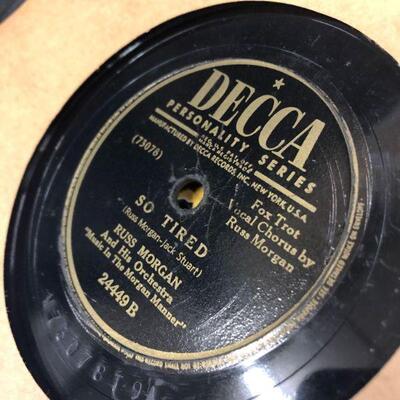 DECCA
PERSONALITY SERIES
MANUFACTURED BY DECCA RECORDS, INC., NEW YORK U.S.A.
(73076)
Fox Trot
Vocal Chorus by
Russ Morgan
SO TIRED
(Russ Morgan-Jack Stuart)
RUSS MORGAN
And His Orchestra
"Music In The Morgan Manner"
24449B